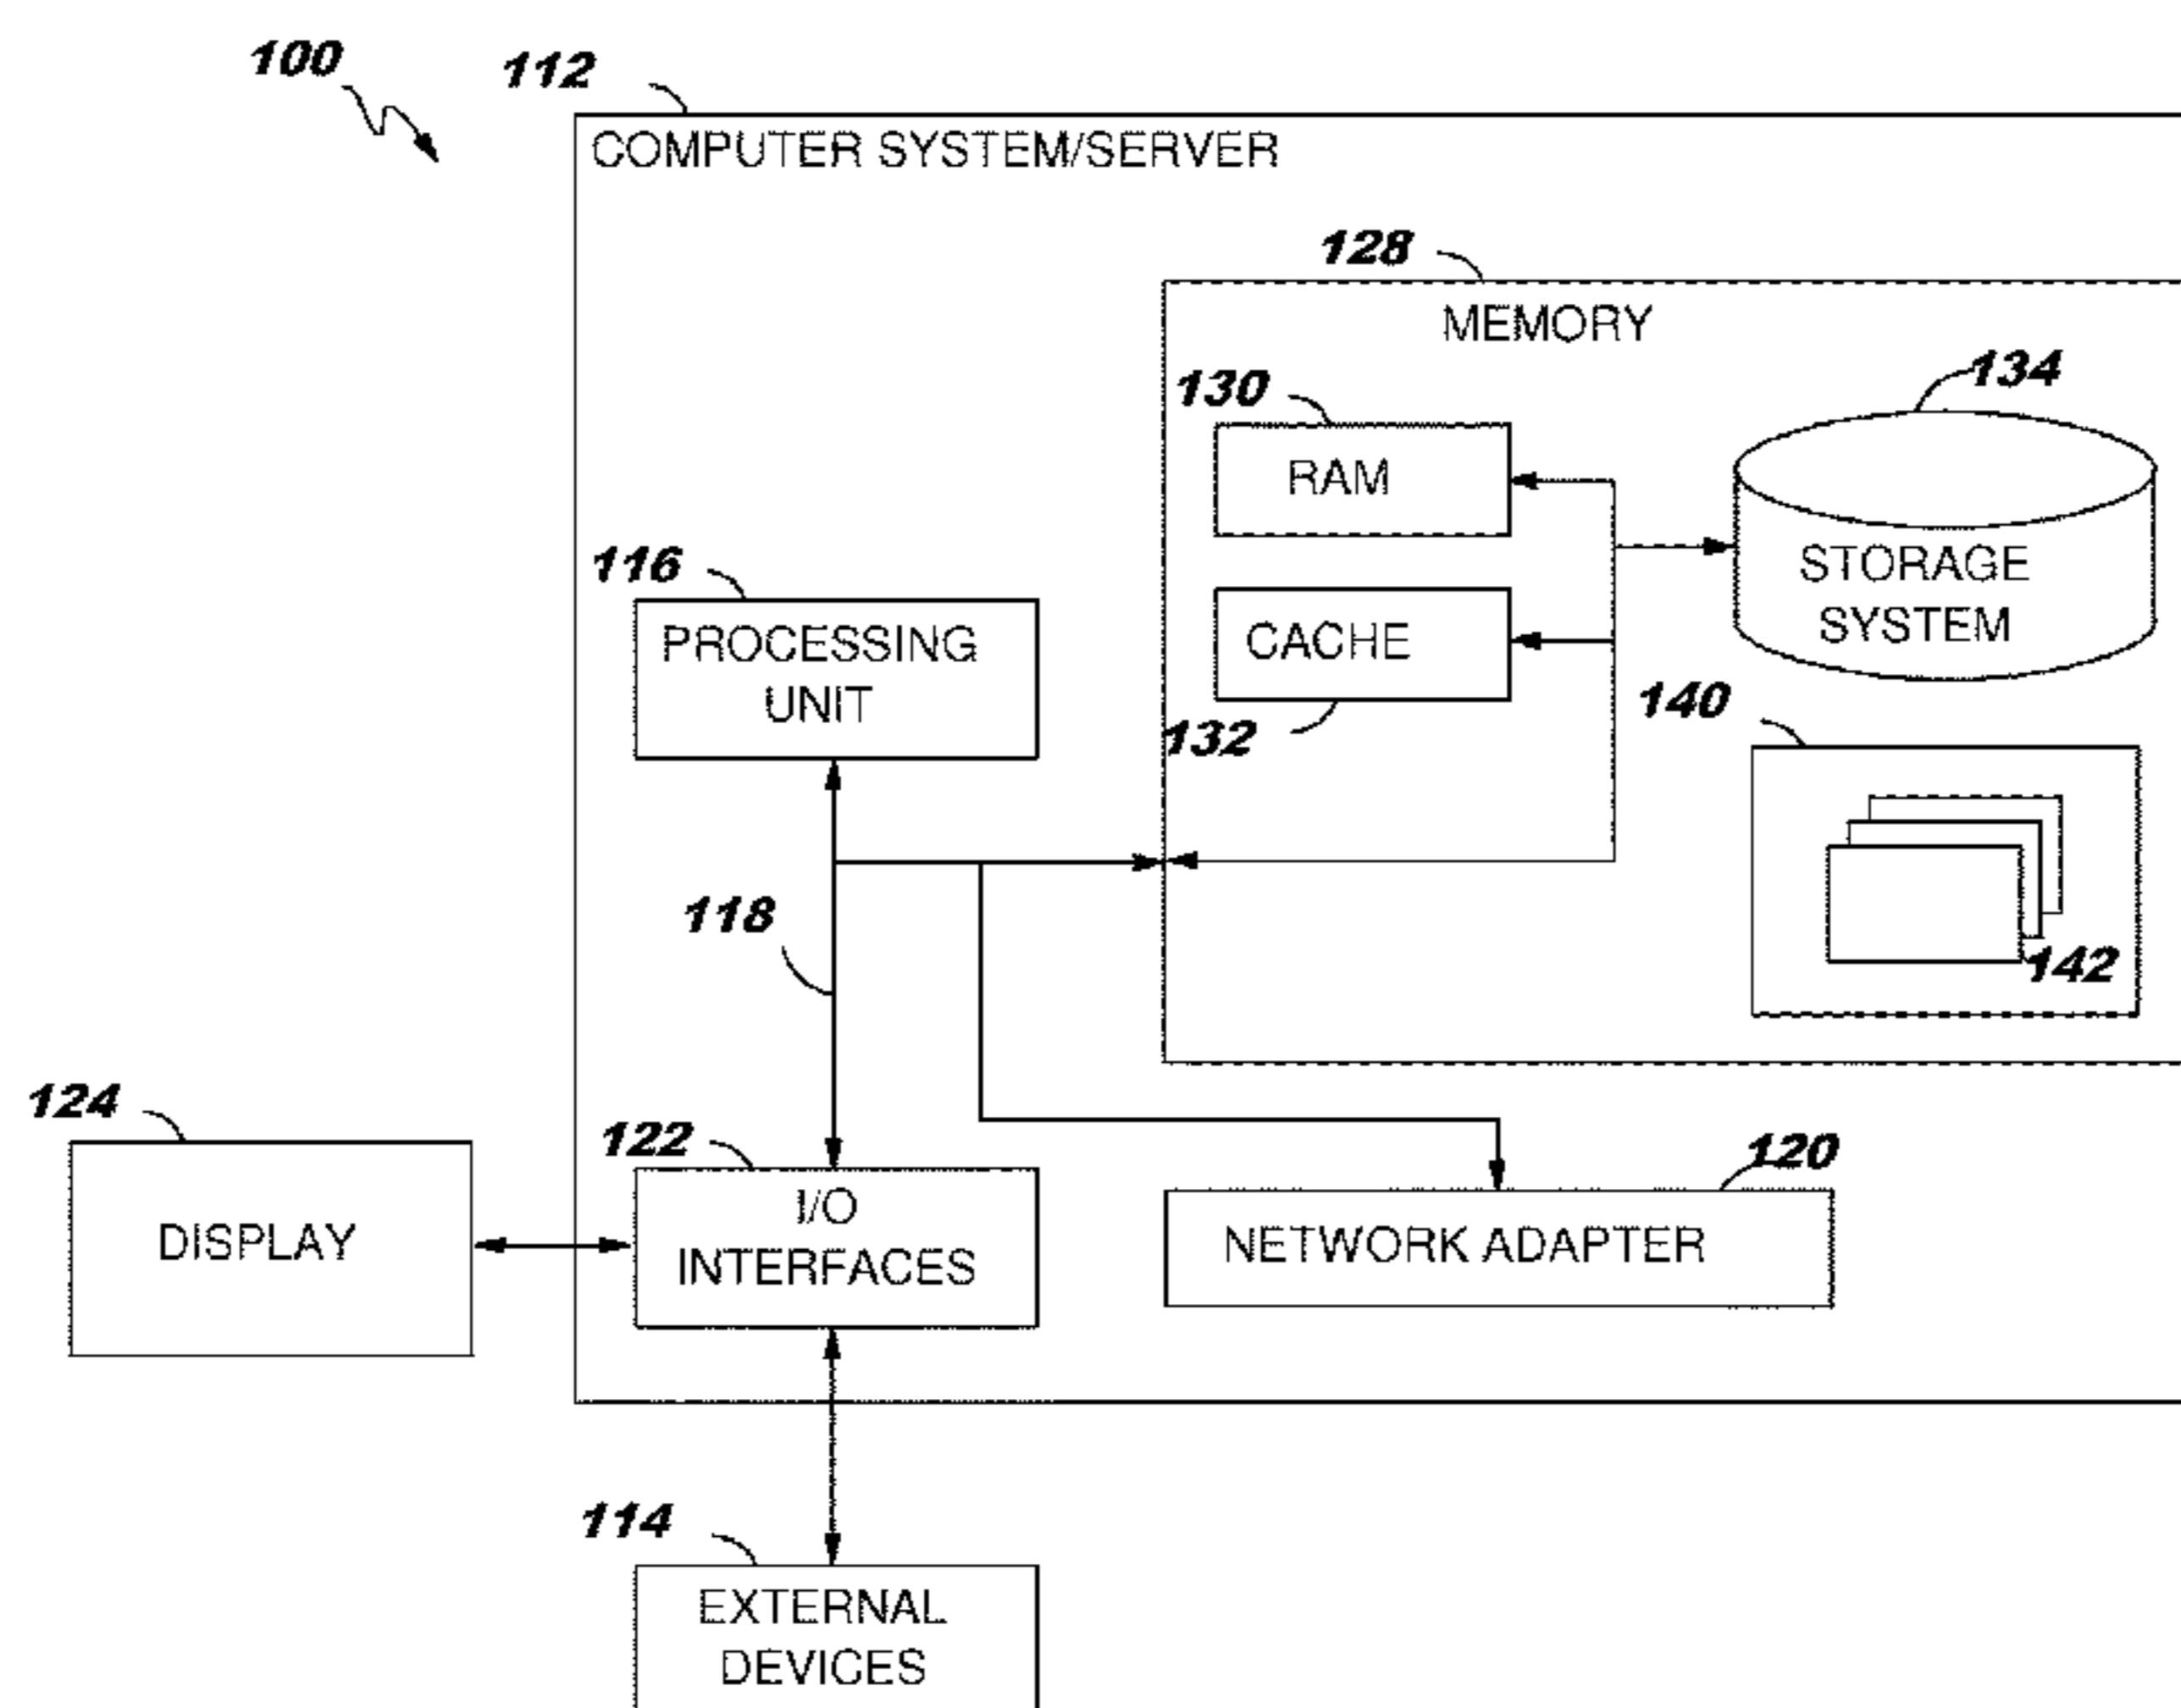 100
112
COMPUTER SYSTEM/SERVER
128
MEMORY
130
134
RAM
STORAGE
SYSTEM
116
PROCESSING
UNIT
CACHE
132
140
118
142
124
122
120
DISPLAY
I/O
INTERFACES
NETWORK ADAPTER
114
EXTERNAL
DEVICES